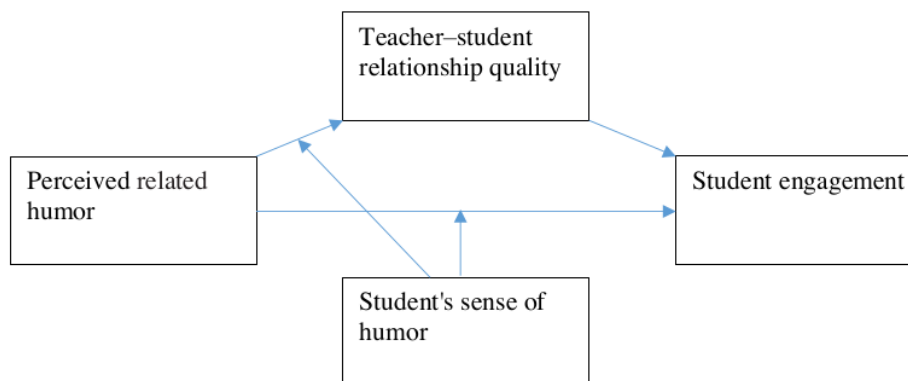 Teacher–student
relationship quality
Perceived related
humor
Student engagement
Student's sense of
humor